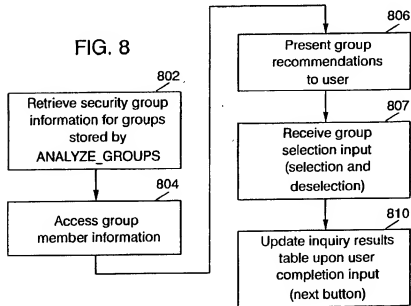 FIG. 8
802
Retrieve security group
information for groups
stored by
ANALYZE_GROUPS
804
Access group
member information
806
Present group
recommendations
to user
807
Receive group
selection input
(selection and
deselection)
810
Update inquiry results
table upon user
completion input
(next button)